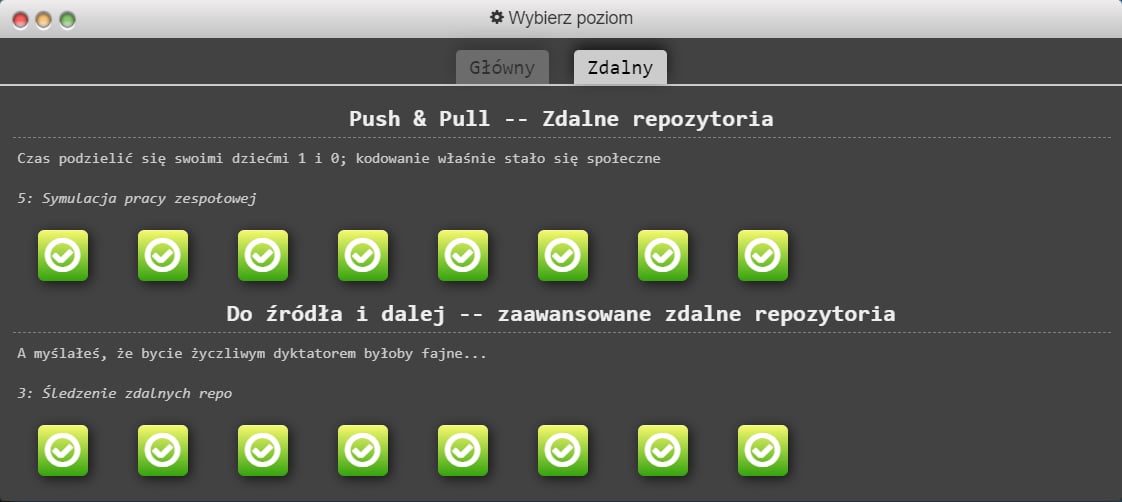 Wybierz poziom
Główny Zdalny
Push & Pull -- Zdalne repozytoria
Czas podzielić się swoimi dziećmi 1 i 0; kodowanie właśnie stało się społeczne
5: Symulacja pracy zespołowej
Do źródła i dalej -- zaawansowane zdalne repozytoria
A myślałeś, że bycie życzliwym dyktatorem byłoby fajne...
3: Śledzenie zdalnych repo